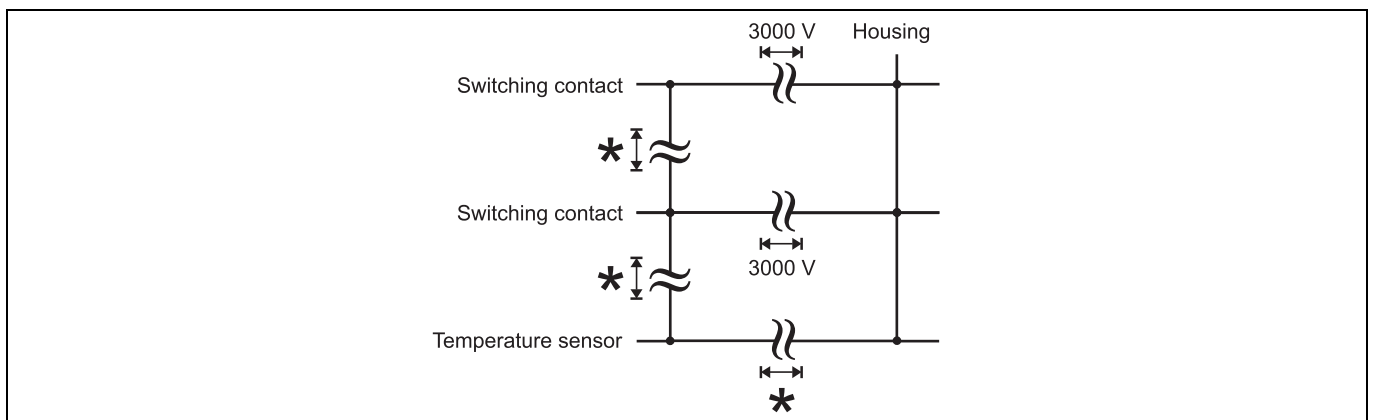 3000 V Housing
Switching contact
*
Switching contact
3000 V
*
Temperature sensor
*